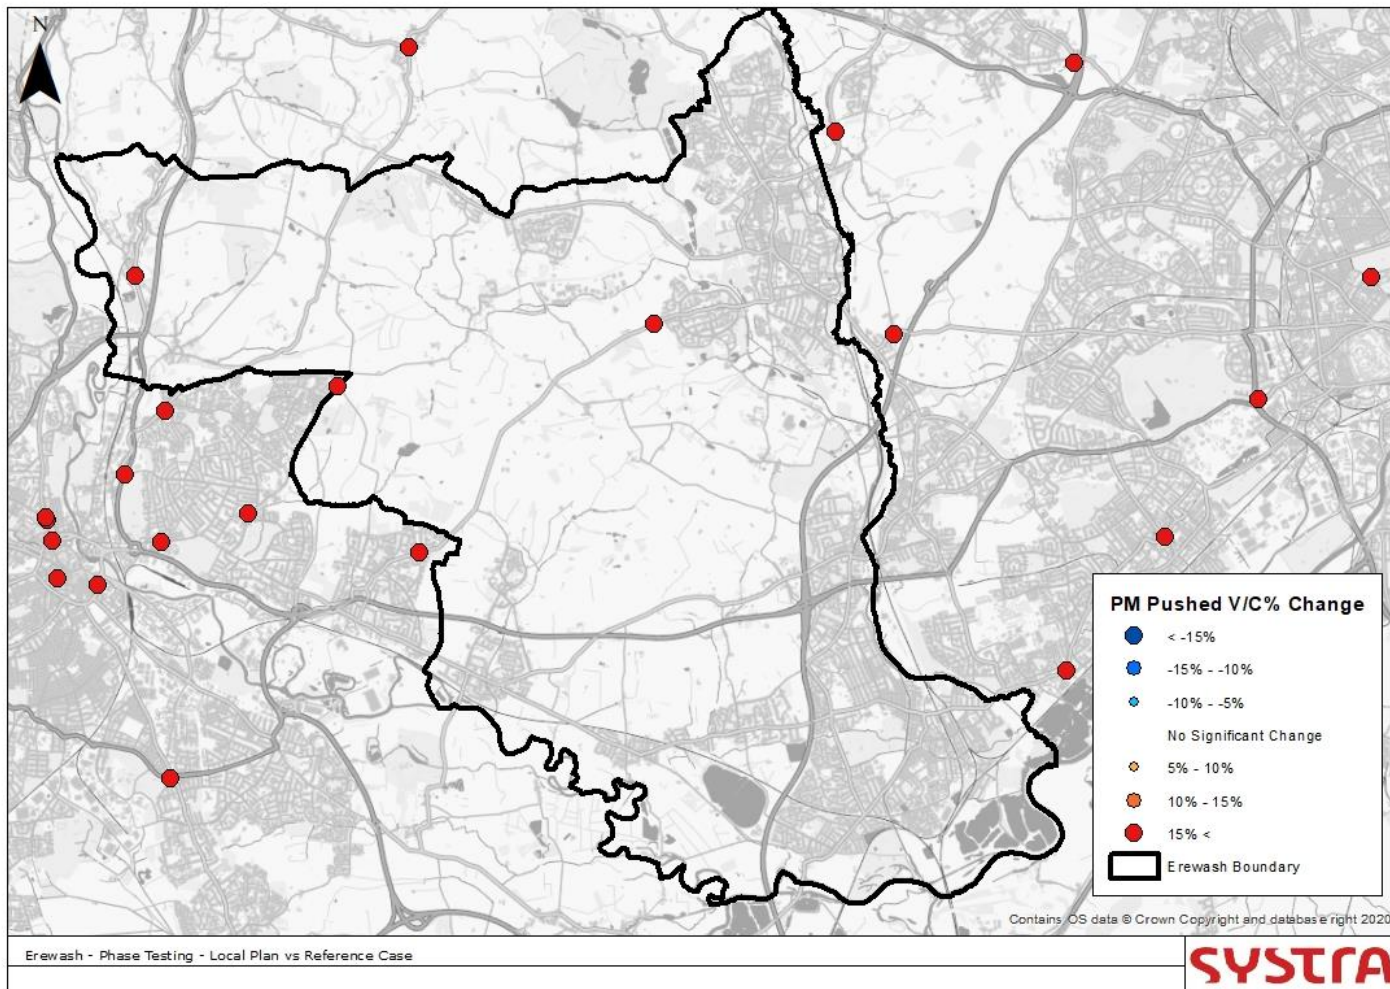 N
PM Pushed V/C% Change
< -15%
-15% - -10%
-10% - -5%
No Significant Change
5% - 10%
10% - 15%
15% <
Erewash Boundary
Contains OS data © Crown Copyright and database right 2020
Erewash - Phase Testing - Local Plan vs Reference Case
SYSTRA